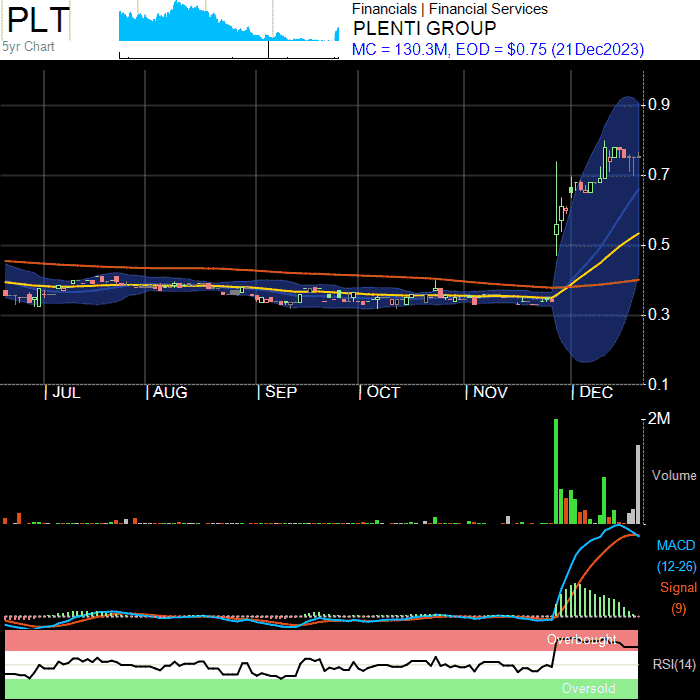 PLT
5yr Chart
Financials | Financial Services
PLENTI GROUP
MC = 130.3M, EOD = $0.75 (21Dec2023)
0.9
0.7
0.5
0.3
0.1
| JUL | AUG | SEP | OCT | NOV | DEC
2M
Volume
MACD
(12-26)
Signal
(9)
Overbought
RSI(14)
Oversold